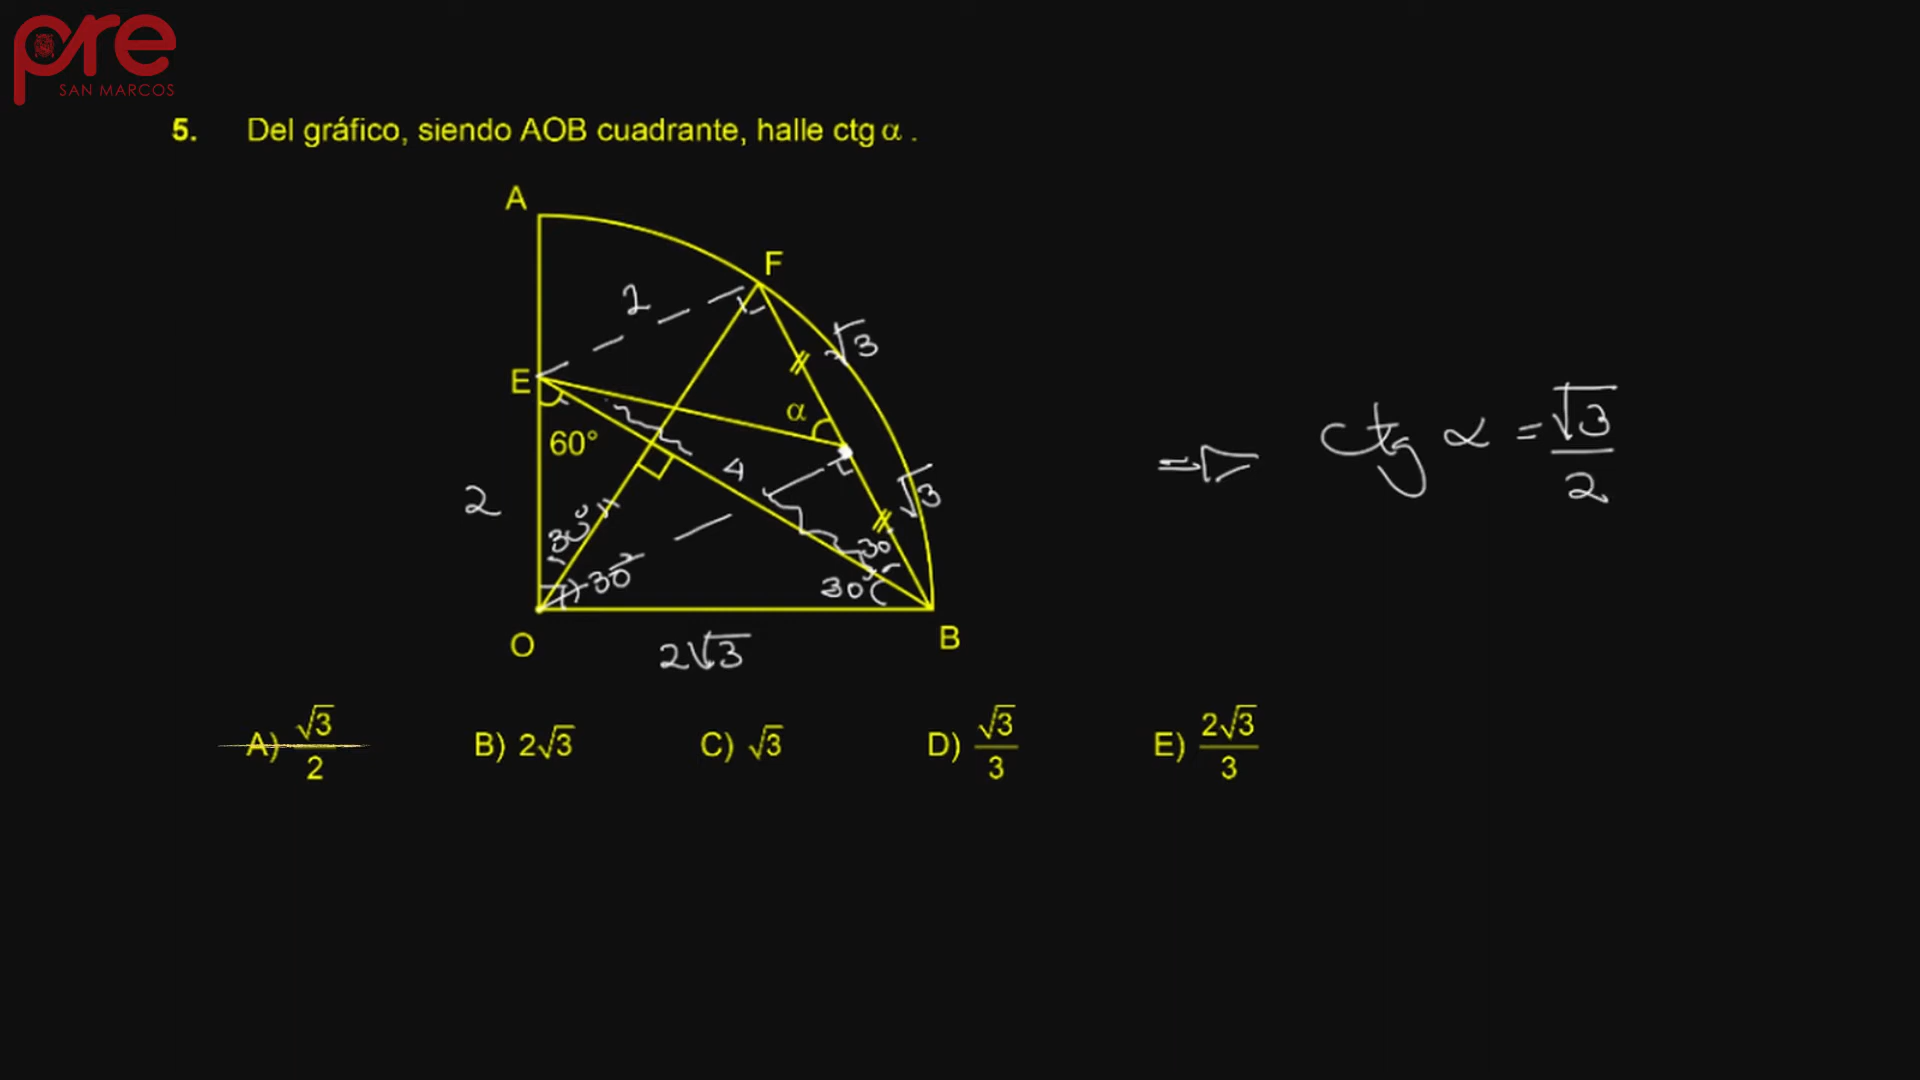 pre
SAN MARCOS
5. Del gráfico, siendo AOB cuadrante, halle ctg α .
A
F
2
√3
E
α
60°
4
⇒ ctg α = √3/2
2
√3
30°
30
30
30°
O
B
2√3
A) √3/2 B) 2√3 C) √3 D) √3/3 E) 2√3/3